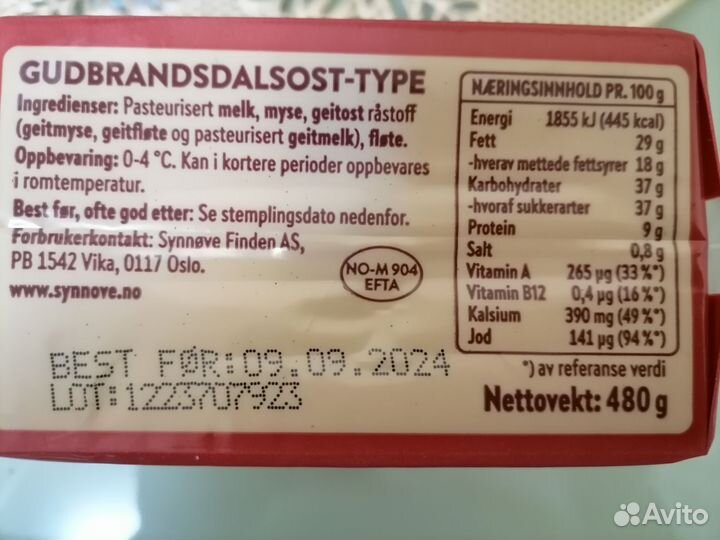 GUDBRANDSDALSOST-TYPE
Ingredienser: Pasteurisert melk, myse, geitost råstoff
(geitmyse, geitfløte og pasteurisert geitmelk), fløte.
Oppbevaring: 0-4 °C. Kan i kortere perioder oppbevares
i romtemperatur.
Best før, ofte god etter: Se stemplingsdato nedenfor.
Forbrukerkontakt: Synnøve Finden AS,
PB 1542 Vika, 0117 Oslo.
www.synnove.no
NO-M 904
EFTA
BEST FØR:09.09.2024
LOT:1223707923
NÆRINGSINNHOLD PR. 100 g
Energi 1855 kJ (445 kcal)
Fett 29 g
-hverav mettede fettsyrer 18 g
Karbohydrater 37 g
-hvoraf sukkerarter 37 g
Protein 9 g
Salt 0,8 g
Vitamin A 265 µg (33 %*)
Vitamin B12 0,4 µg (16 %*)
Kalsium 390 mg (49 %*)
Jod 141 µg (94 %*)
*) av referanse verdi
Nettovekt: 480 g
Avito